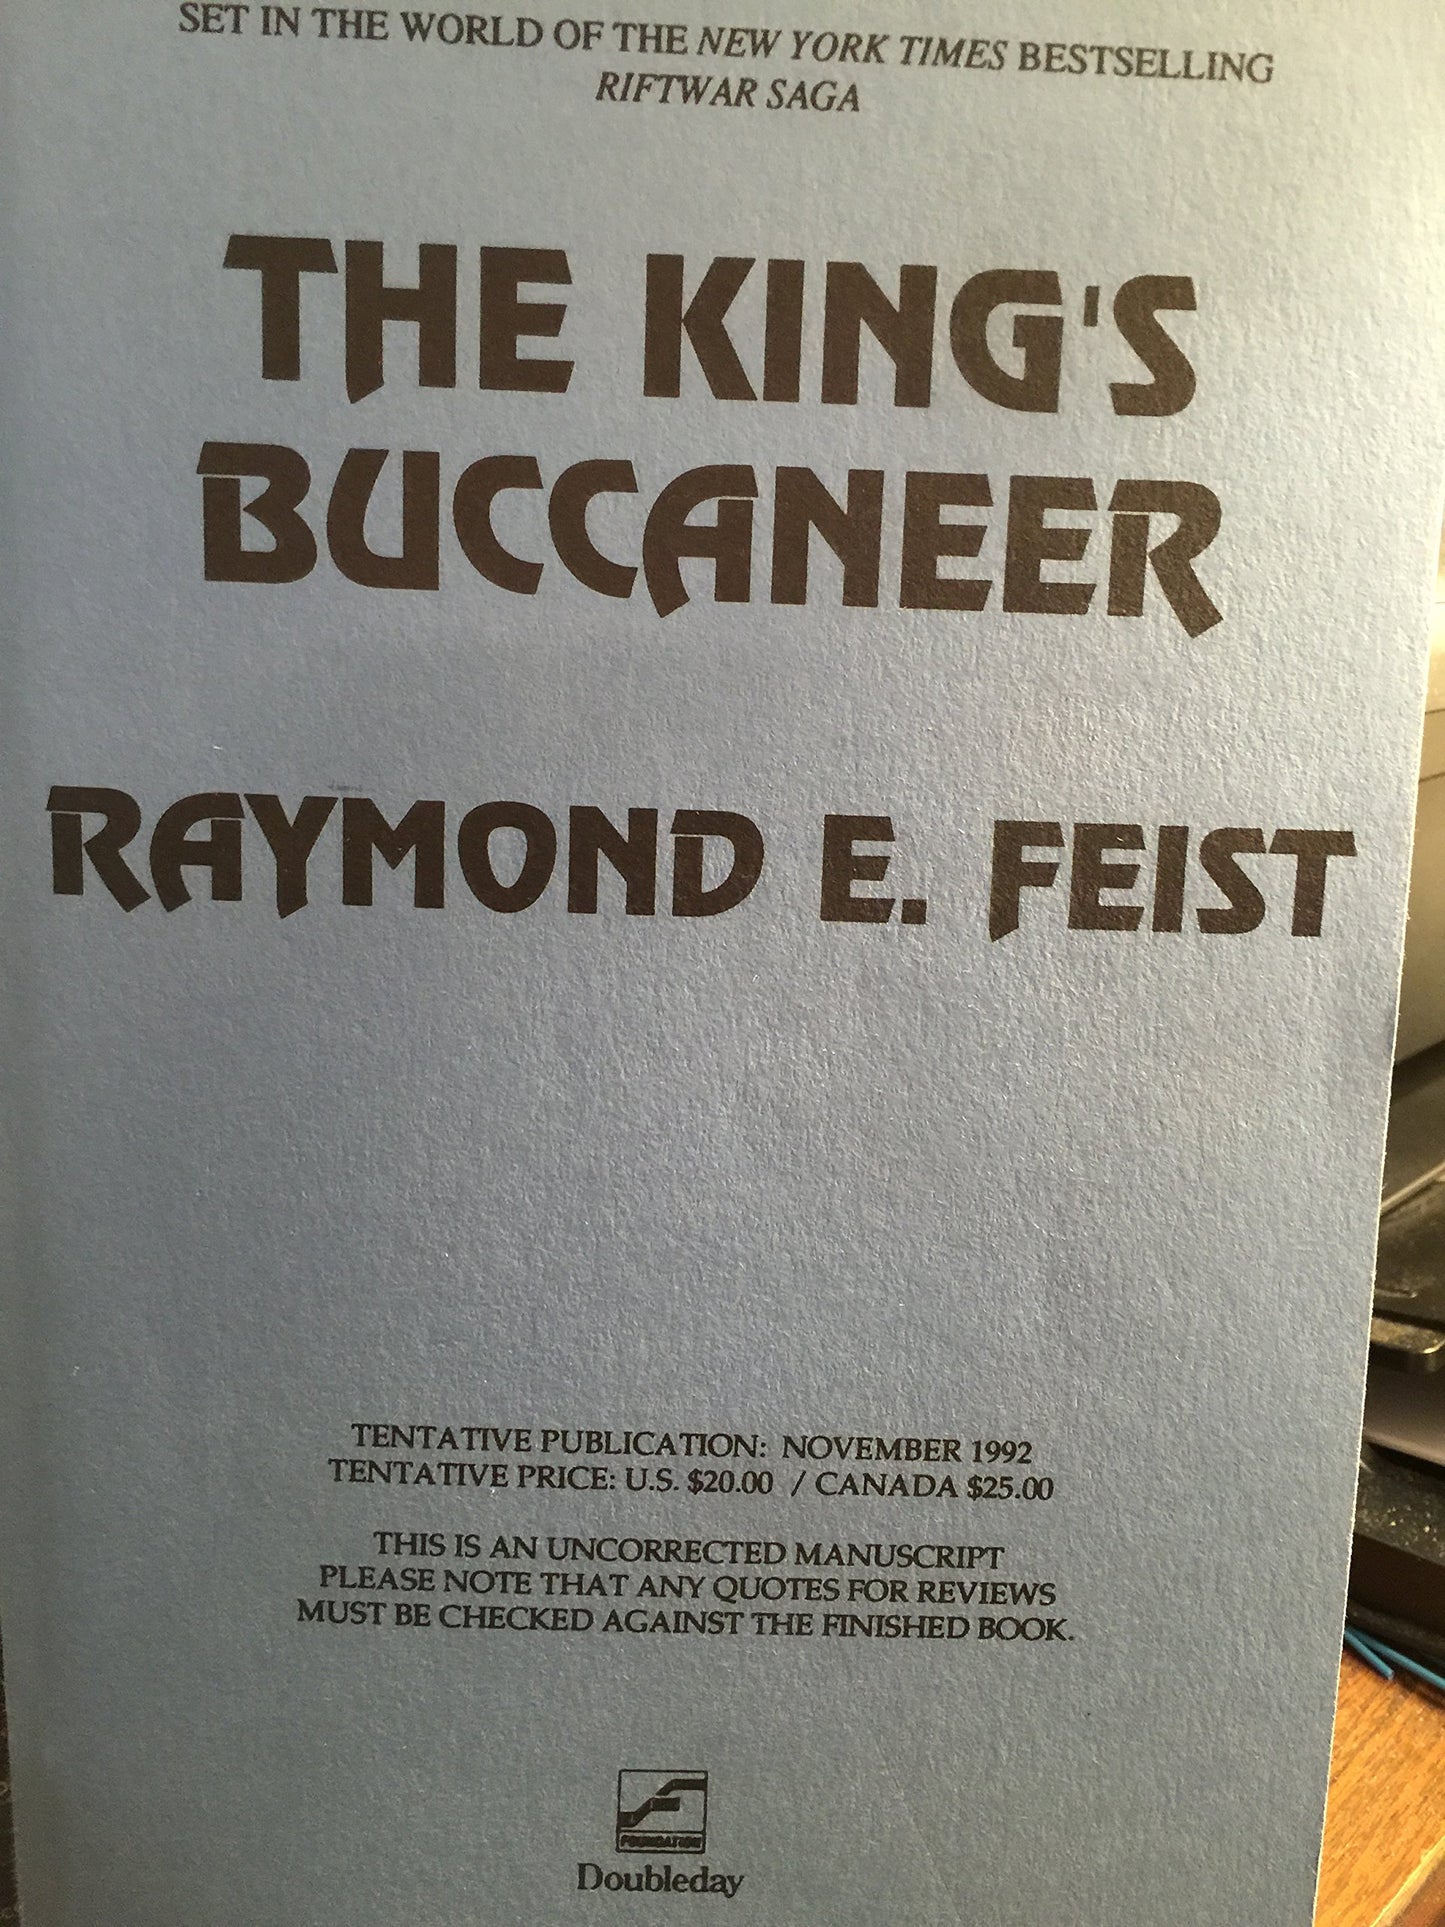 SET IN THE WORLD OF THE NEW YORK TIMES BESTSELLING
RIFTWAR SAGA
THE KING'S
BUCCANEER
RAYMOND E. FEIST
TENTATIVE PUBLICATION: NOVEMBER 1992
TENTATIVE PRICE: U.S. $20.00 / CANADA $25.00
THIS IS AN UNCORRECTED MANUSCRIPT
PLEASE NOTE THAT ANY QUOTES FOR REVIEWS
MUST BE CHECKED AGAINST THE FINISHED BOOK.
FOUNDATION
Doubleday